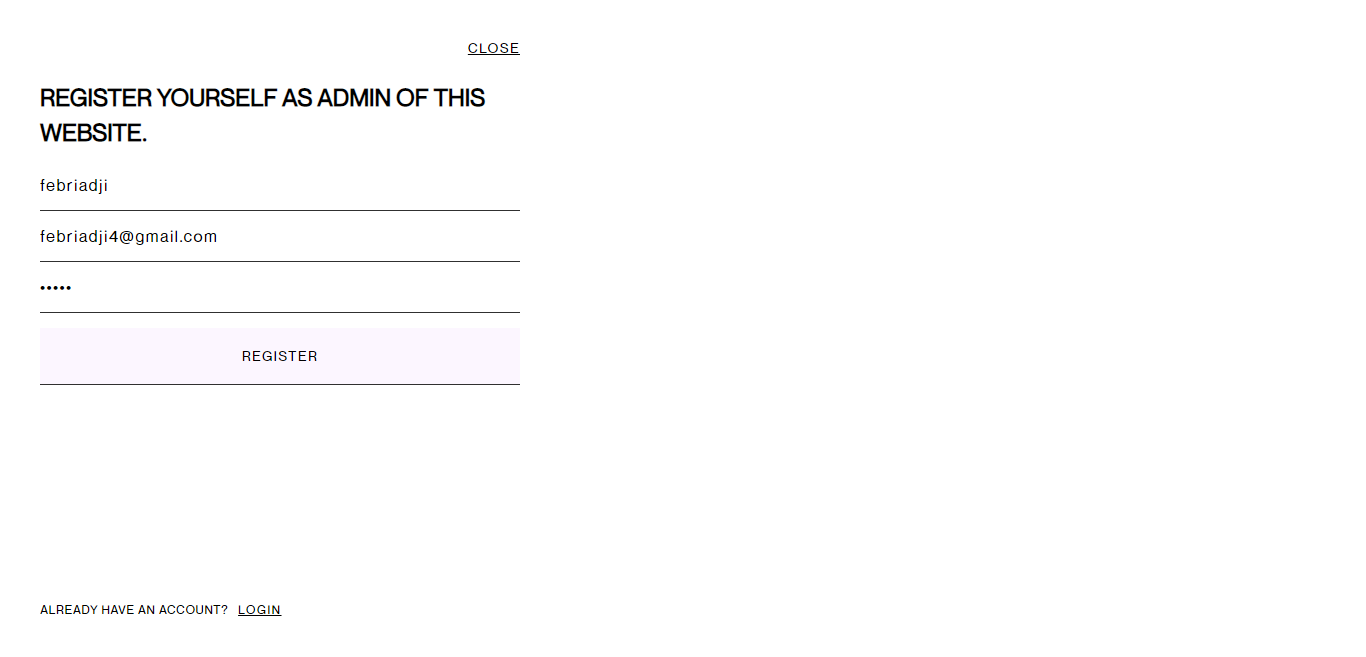 CLOSE
REGISTER YOURSELF AS ADMIN OF THIS
WEBSITE.
febriadji
febriadji4@gmail.com
•••••
REGISTER
ALREADY HAVE AN ACCOUNT? LOGIN